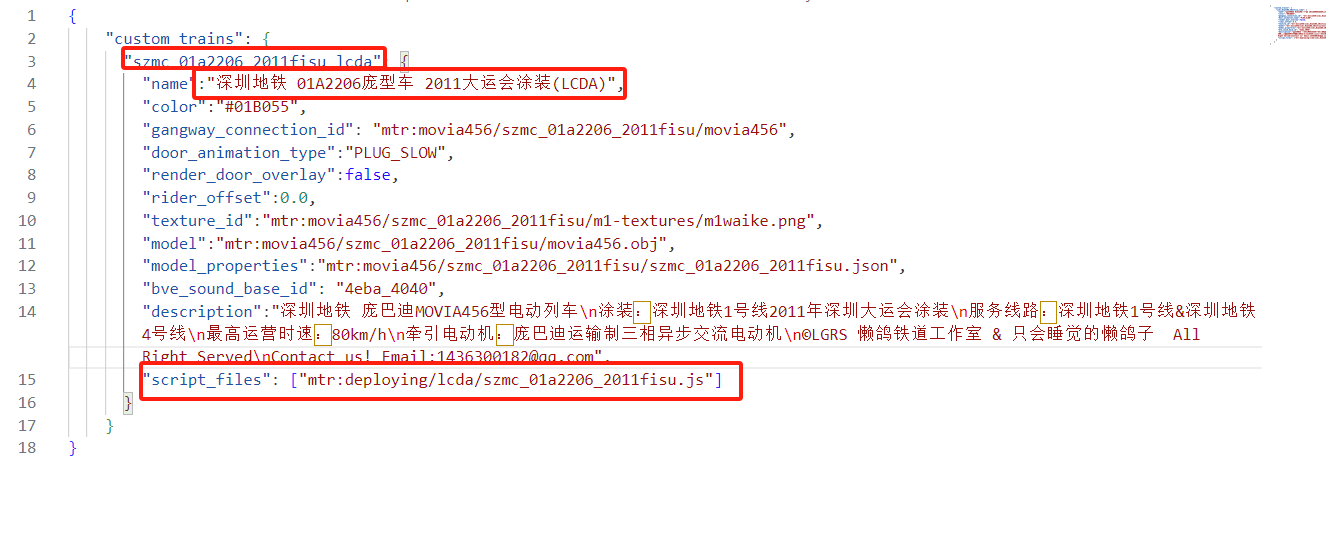 1 {
2 "custom_trains": {
3 "szmc_01a2206_2011fisu_lcda": {
4 "name":"深圳地铁 01A2206庞型车 2011大运会涂装(LCDA)",
5 "color":"#01B055",
6 "gangway_connection_id": "mtr:movia456/szmc_01a2206_2011fisu/movia456",
7 "door_animation_type":"PLUG_SLOW",
8 "render_door_overlay":false,
9 "rider_offset":0.0,
10 "texture_id":"mtr:movia456/szmc_01a2206_2011fisu/m1-textures/m1waike.png",
11 "model":"mtr:movia456/szmc_01a2206_2011fisu/movia456.obj",
12 "model_properties":"mtr:movia456/szmc_01a2206_2011fisu/szmc_01a2206_2011fisu.json",
13 "bve_sound_base_id": "4eba_4040",
14 "description":"深圳地铁 庞巴迪MOVIA456型电动列车\n涂装：深圳地铁1号线2011年深圳大运会涂装\n服务线路：深圳地铁1号线&深圳地铁
4号线\n最高运营时速：80km/h\n牵引电动机：庞巴迪运输制三相异步交流电动机\n©LGRS 懒鸽铁道工作室 & 只会睡觉的懒鸽子 All
Right Served\nContact us! Email:1436300182@qq.com",
15 "script_files": ["mtr:deploying/lcda/szmc_01a2206_2011fisu.js"]
16 }
17 }
18 }